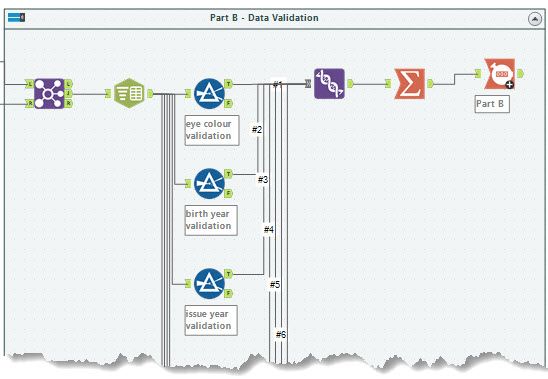 Part B - Data Validation
L
L
J
R
R
T
F
#1
eye colour
validation
#2
Part B
T
F
#3
birth year
validation
#4
T
F
issue year
validation
#5
#6